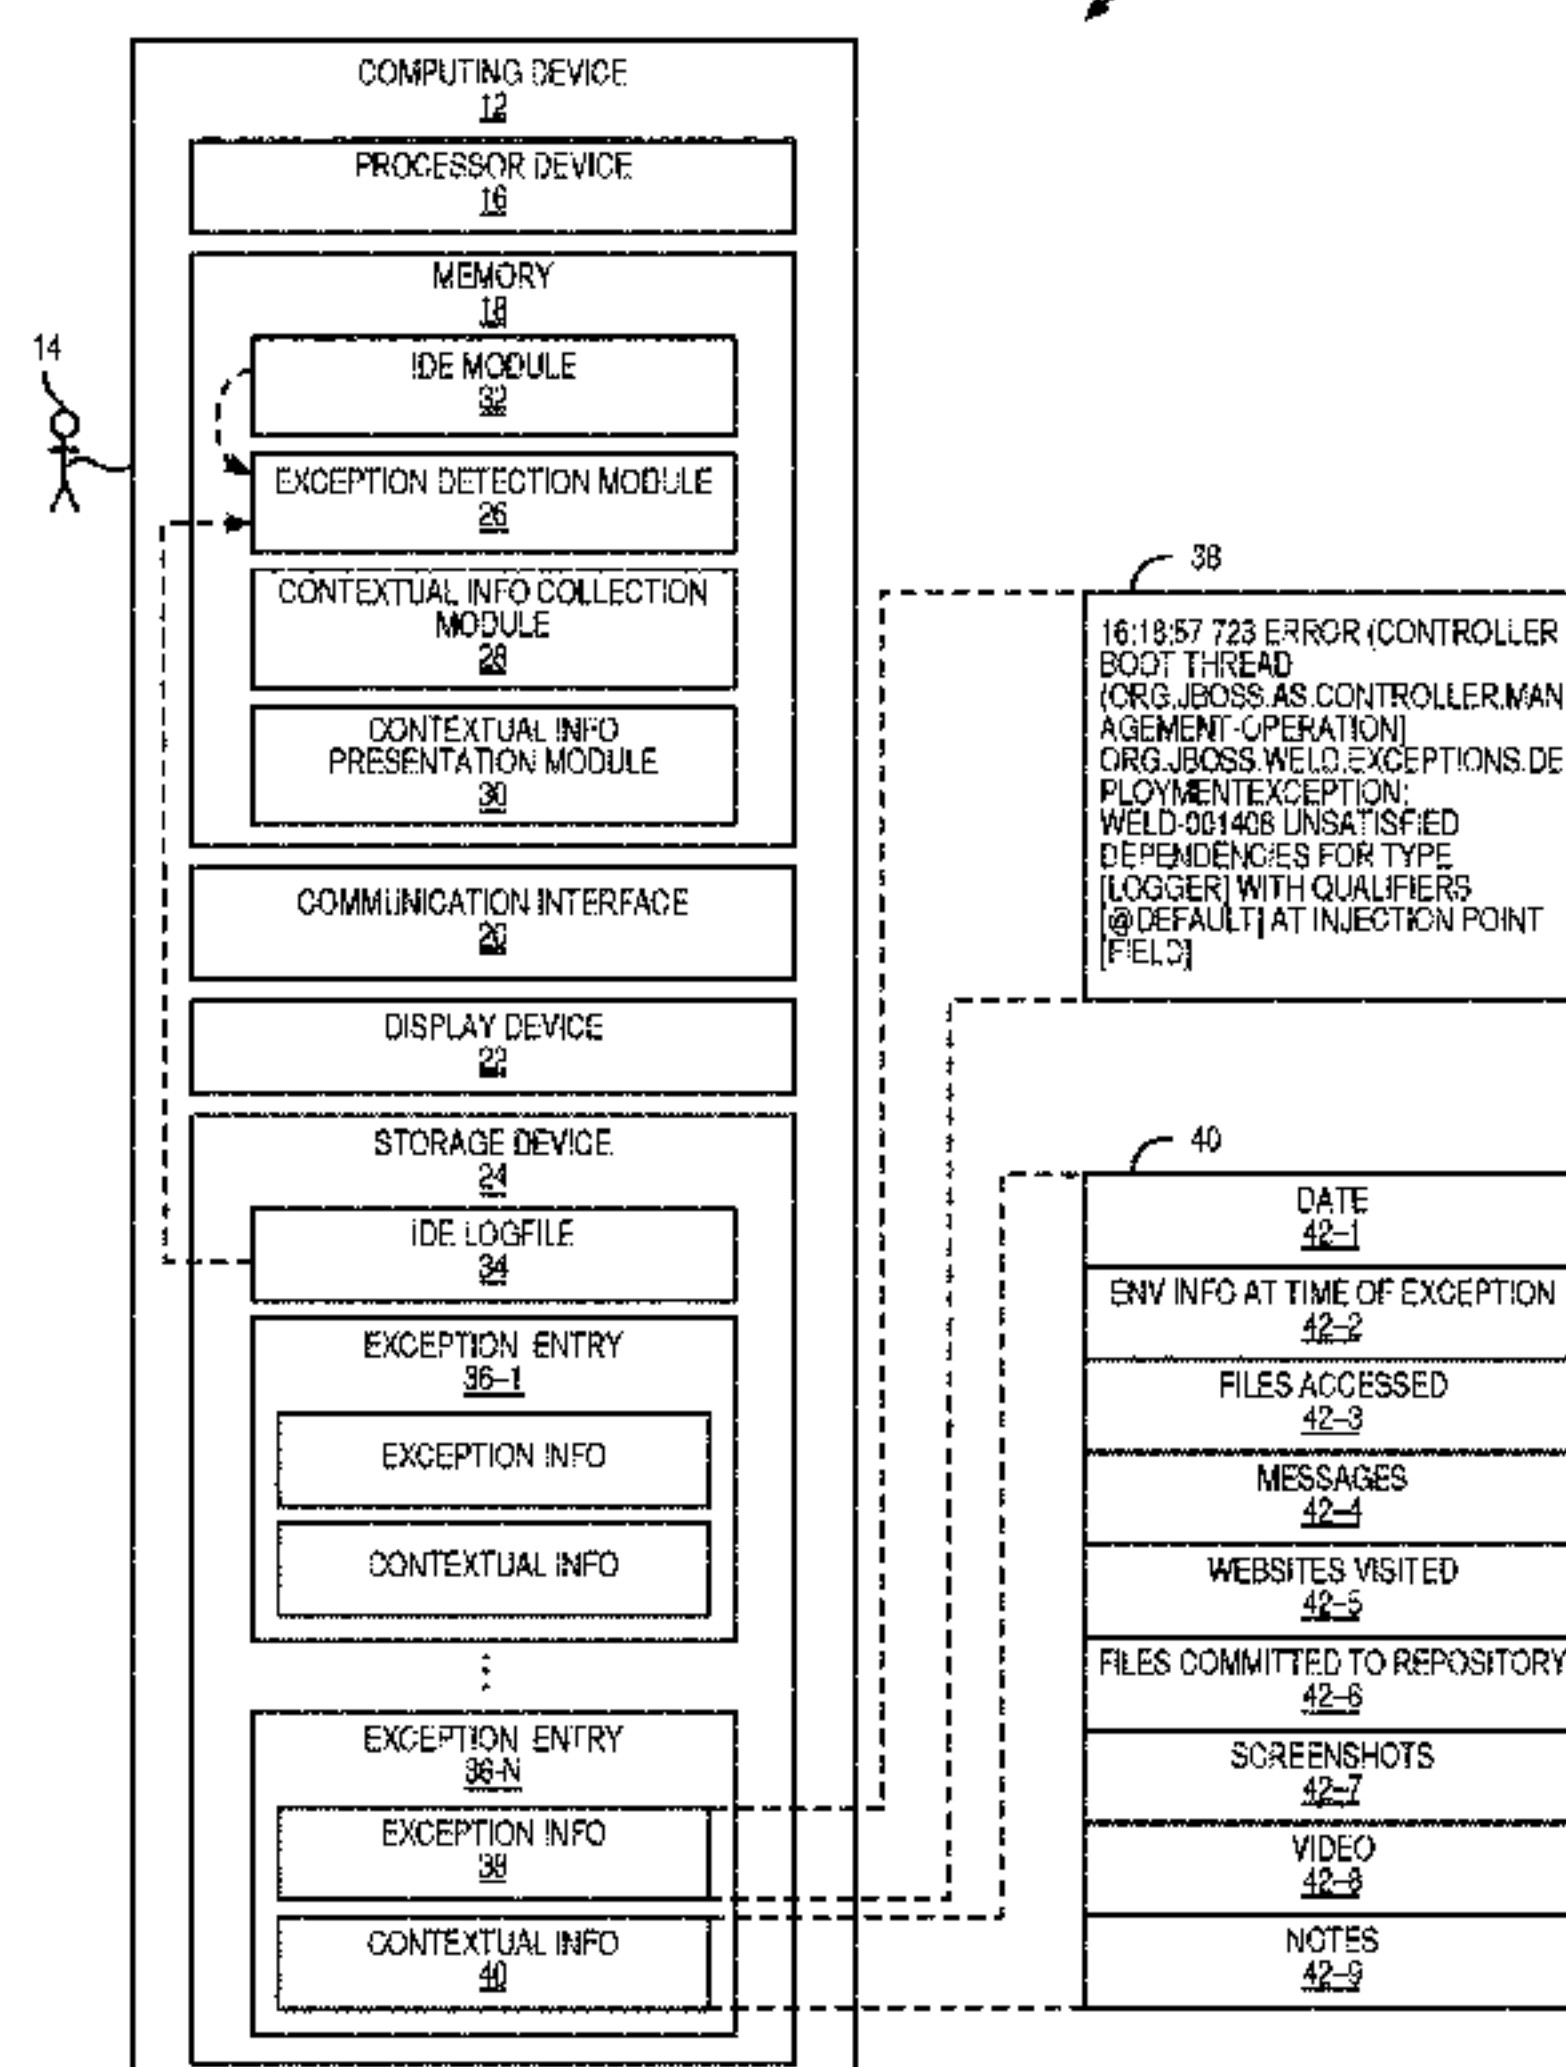 COMPUTING DEVICE
12
PROCESSOR DEVICE
16
MEMORY
18
IDE MODULE
32
14
EXCEPTION DETECTION MODULE
26
CONTEXTUAL INFO COLLECTION
MODULE
28
CONTEXTUAL INFO
PRESENTATION MODULE
30
COMMUNICATION INTERFACE
20
DISPLAY DEVICE
22
STORAGE DEVICE
24
IDE LOGFILE
34
EXCEPTION ENTRY
36-1
EXCEPTION INFO
CONTEXTUAL INFO
EXCEPTION ENTRY
36-N
EXCEPTION INFO
38
CONTEXTUAL INFO
40
38
16:18:57 723 ERROR (CONTROLLER
BOOT THREAD
(ORG.JBOSS.AS.CONTROLLER.MAN
AGEMENT-OPERATION]
ORG.JBOSS.WELD.EXCEPTIONS.DE
PLOYMENTEXCEPTION:
WELD-001408 UNSATISFIED
DEPENDENCIES FOR TYPE
[LOGGER] WITH QUALIFIERS
[@DEFAULT] AT INJECTION POINT
[FIELD]
40
DATE
42-1
ENV INFO AT TIME OF EXCEPTION
42-2
FILES ACCESSED
42-3
MESSAGES
42-4
WEBSITES VISITED
42-5
FILES COMMITTED TO REPOSITORY
42-6
SCREENSHOTS
42-7
VIDEO
42-8
NOTES
42-9